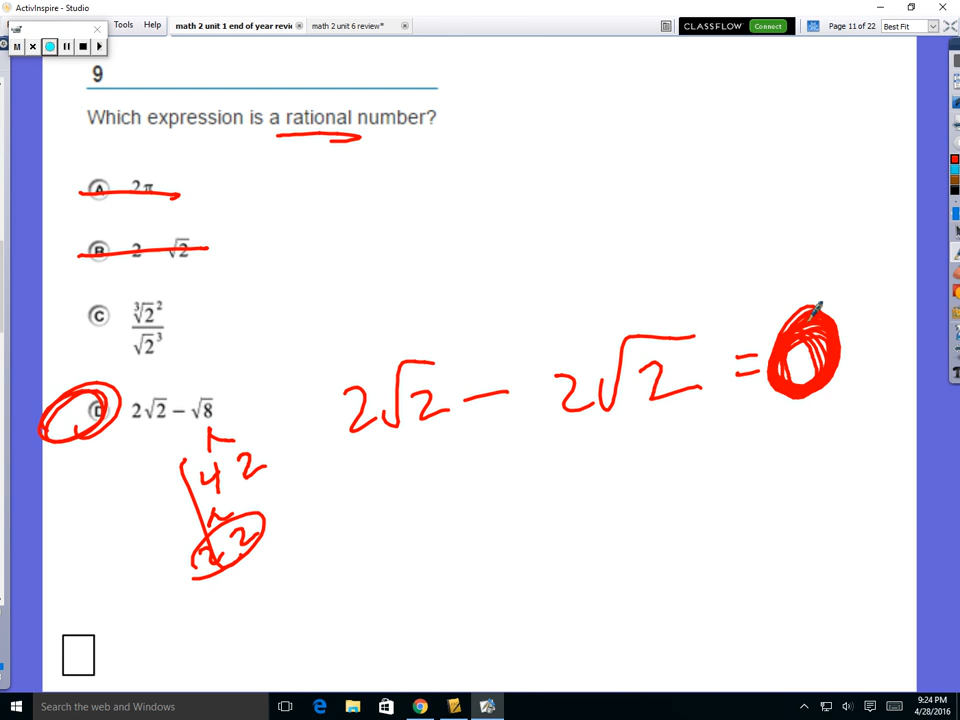 ActivInspire - Studio
Tools Help math 2 unit 1 end of year revie math 2 unit 6 review* CLASSFLOW Connect Page 11 of 22 Best Fit
M
9
Which expression is a rational number?
A 2π
B 2 √2
C ∛2² / √2³
D 2√2 − √8
2√2 − 2√2 = 0
4 2
2 2
Search the web and Windows
9:24 PM
4/28/2016